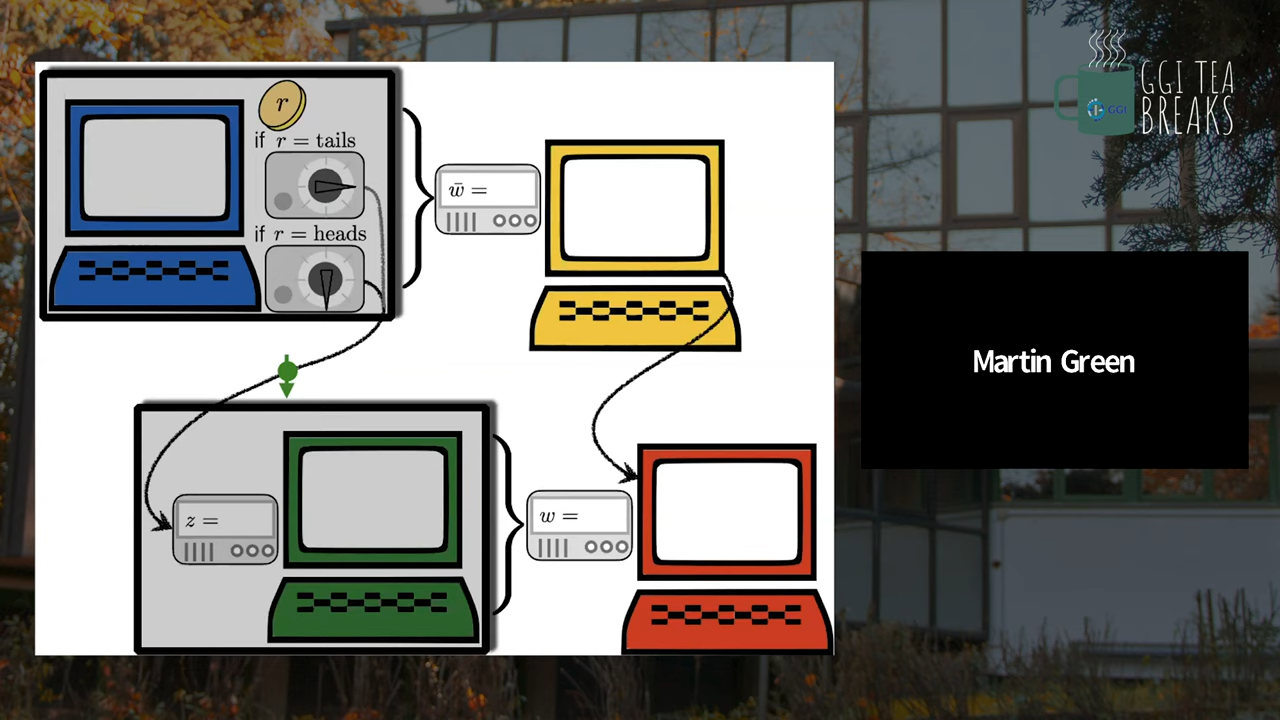 r
if r = tails
if r = heads
w̄ =
z =
w =
Martin Green
GGI TEA
BREAKS
GGI